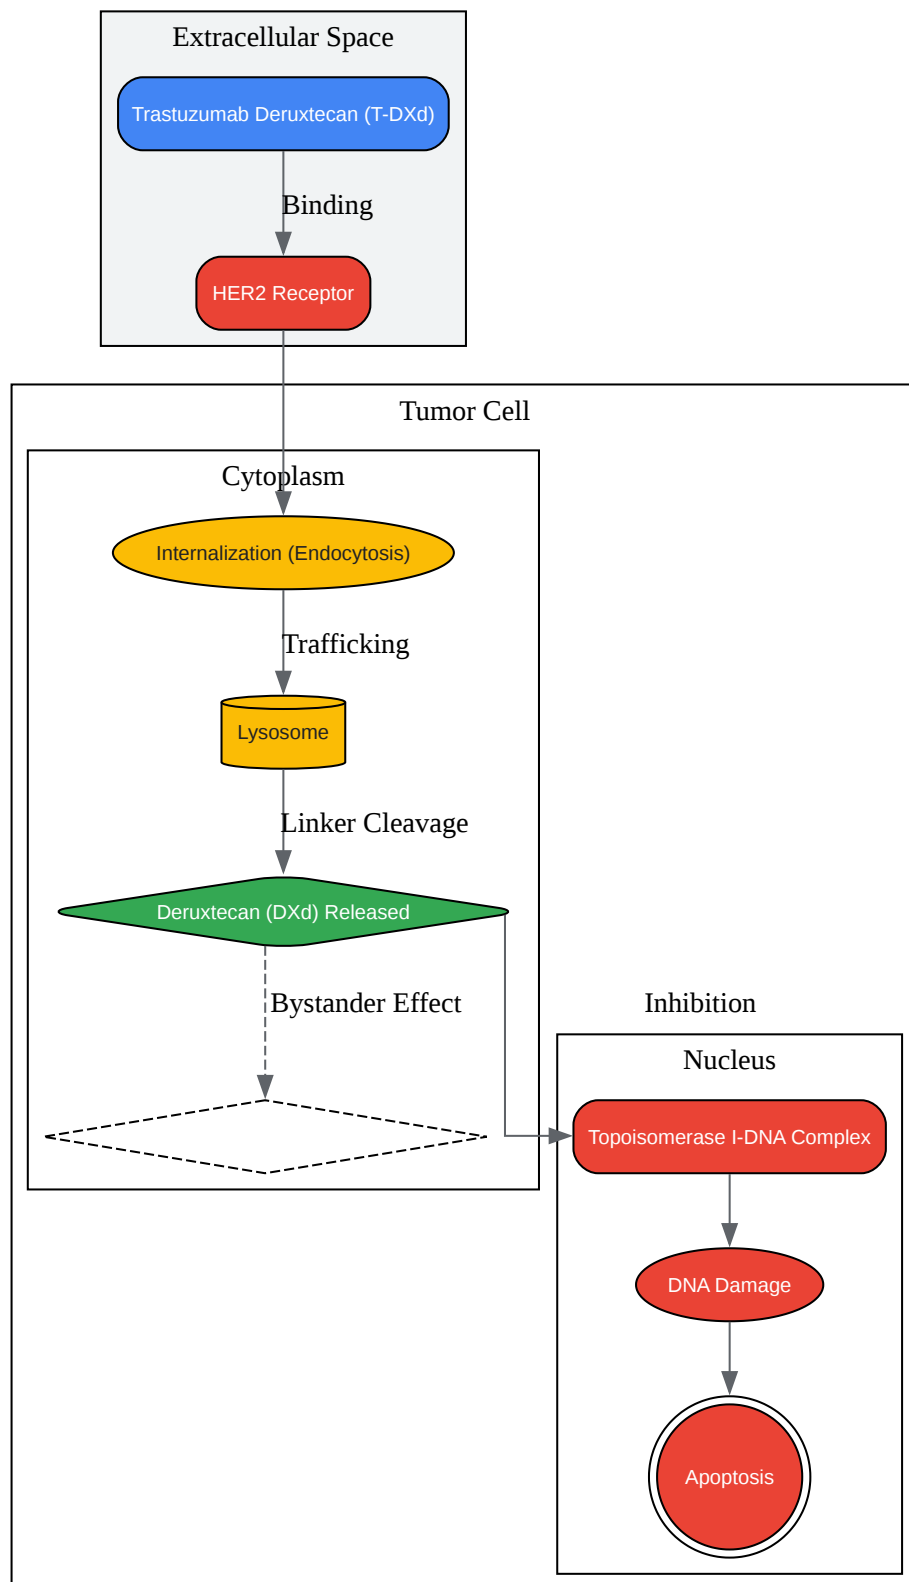 Extracellular Space
Trastuzumab Deruxtecan (T-DXd)
Binding
HER2 Receptor
Tumor Cell
Cytoplasm
Internalization (Endocytosis)
Trafficking
Lysosome
Linker Cleavage
Deruxtecan (DXd) Released
Bystander Effect
Inhibition
Nucleus
Topoisomerase I-DNA Complex
DNA Damage
Apoptosis